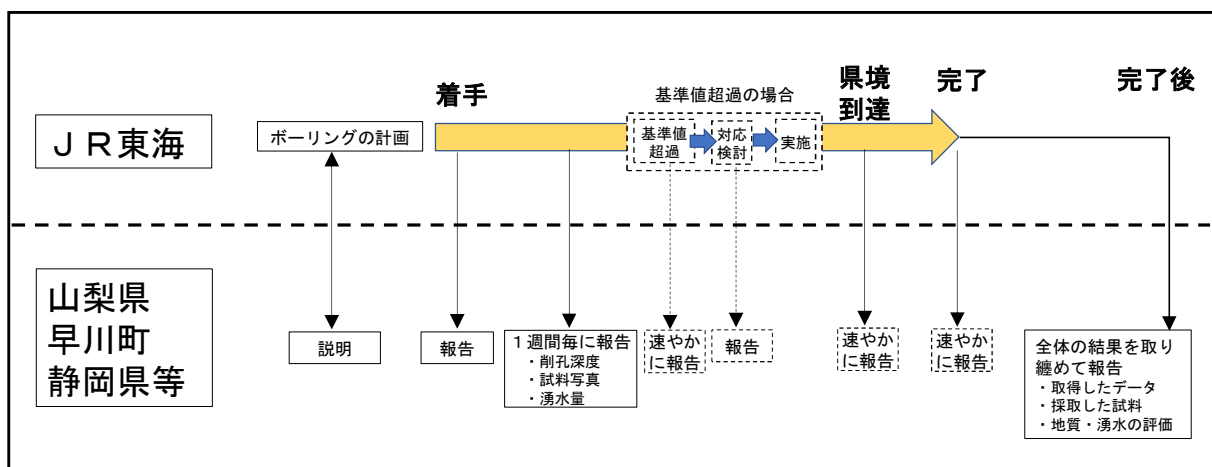 ＪＲ東海
ボーリングの計画
着手
基準値超過の場合
基準値
超過
対応
検討
実施
県境
到達
完了
完了後
山梨県
早川町
静岡県等
説明
報告
１週間毎に報告
・削孔深度
・試料写真
・湧水量
速やか
に報告
報告
速やか
に報告
速やか
に報告
全体の結果を取り
纏めて報告
・取得したデータ
・採取した試料
・地質・湧水の評価